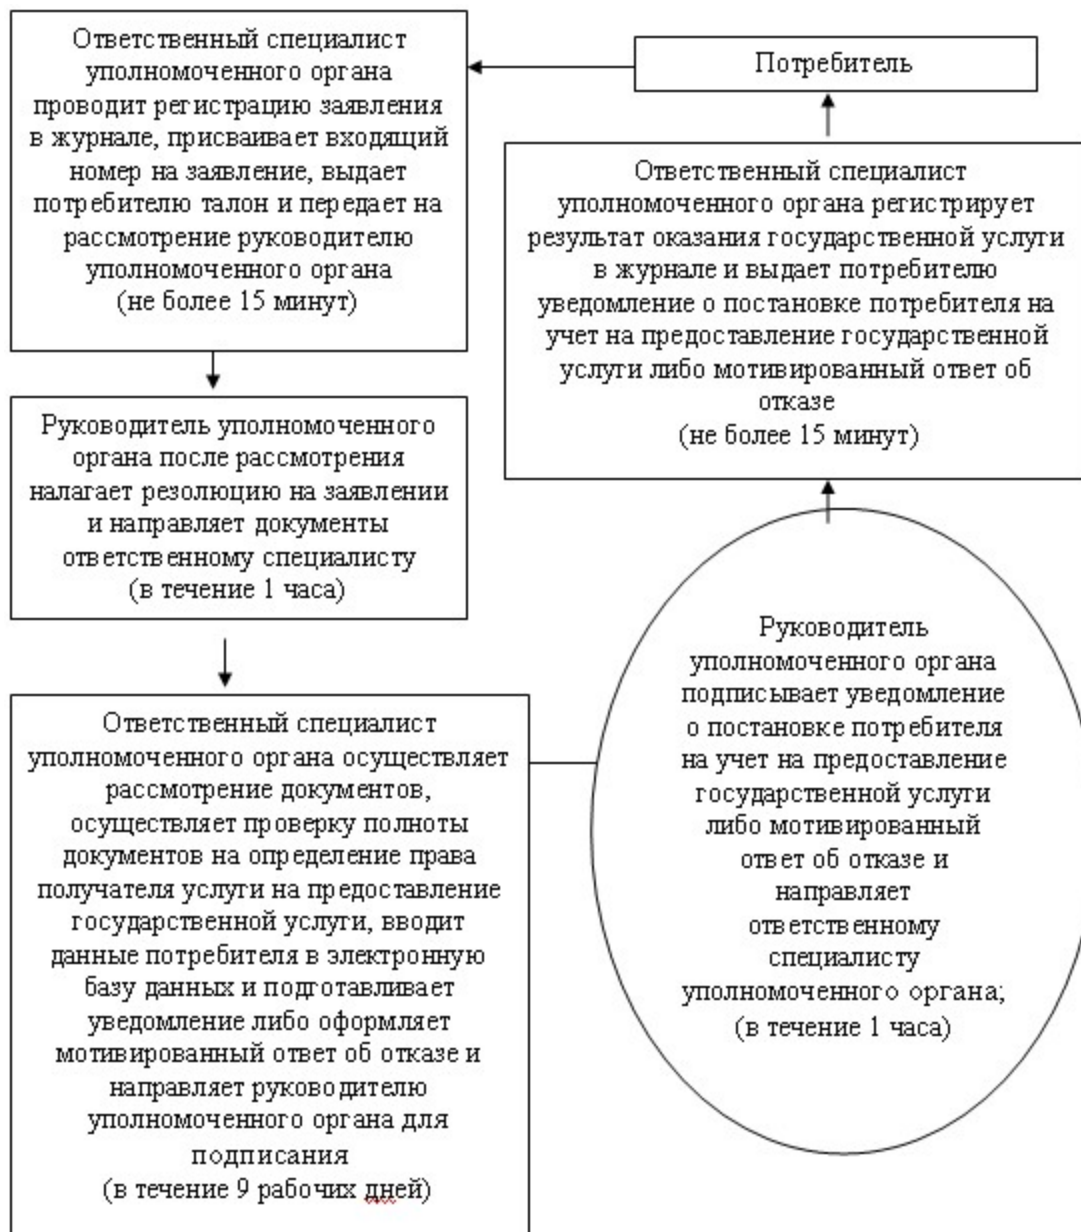 Ответственный специалист
уполномоченного органа
проводит регистрацию заявления
в журнале, присваивает входящий
номер на заявление, выдает
потребителю талон и передает на
рассмотрение руководителю
уполномоченного органа
(не более 15 минут)
Потребитель
Ответственный специалист
уполномоченного органа регистрирует
результат оказания государственной услуги
в журнале и выдает потребителю
уведомление о постановке потребителя на
учет на предоставление государственной
услуги либо мотивированный ответ об
отказе
(не более 15 минут)
Руководитель уполномоченного
органа после рассмотрения
налагает резолюцию на заявлении
и направляет документы
ответственному специалисту
(в течение 1 часа)
Ответственный специалист
уполномоченного органа осуществляет
рассмотрение документов,
осуществляет проверку полноты
документов на определение права
получателя услуги на предоставление
государственной услуги, вводит
данные потребителя в электронную
базу данных и подготавливает
уведомление либо оформляет
мотивированный ответ об отказе и
направляет руководителю
уполномоченного органа для
подписания
(в течение 9 рабочих дней)
Руководитель
уполномоченного органа
подписывает уведомление
о постановке потребителя
на учет на предоставление
государственной услуги
либо мотивированный
ответ об отказе и
направляет
ответственному
специалисту
уполномоченного органа;
(в течение 1 часа)